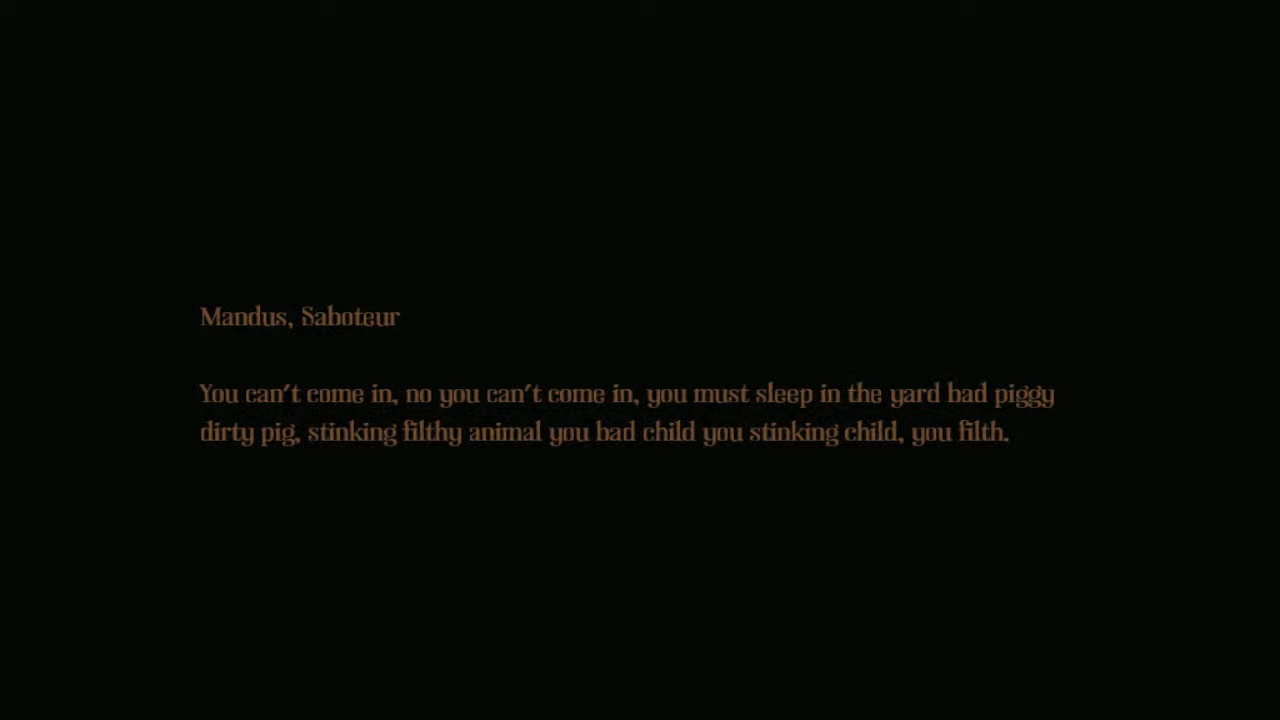 Mandus, Saboteur
You can't come in, no you can't come in, you must sleep in the yard bad piggy
dirty pig, stinking filthy animal you bad child you stinking child, you filth.